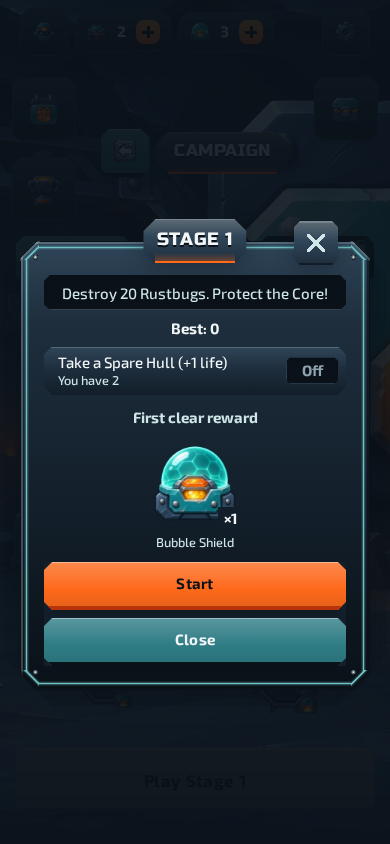 2
3
CAMPAIGN
STAGE 1
Destroy 20 Rustbugs. Protect the Core!
Best: 0
Take a Spare Hull (+1 life)
You have 2
Off
First clear reward
×1
Bubble Shield
Start
Close
Play Stage 1